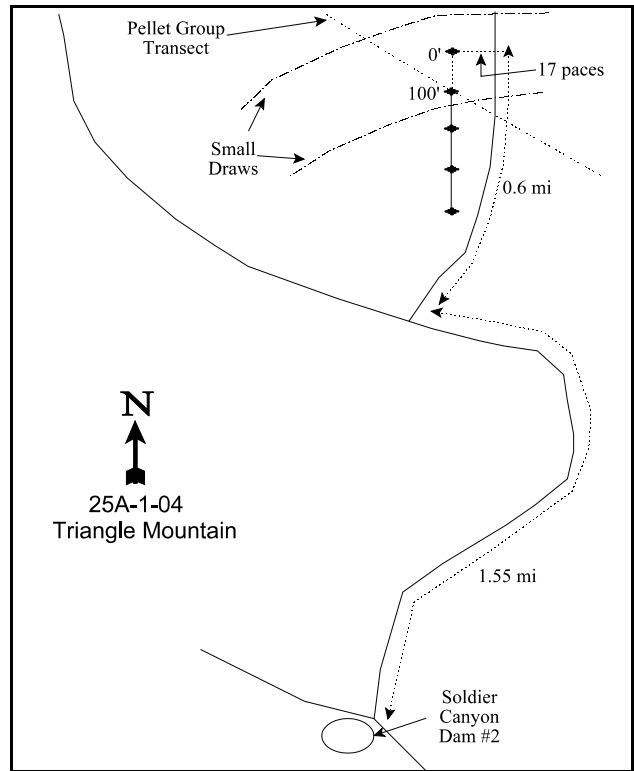 Pellet Group
Transect
0'
17 paces
100'
Small
Draws
0.6 mi
N
25A-1-04
Triangle Mountain
1.55 mi
Soldier
Canyon
Dam #2